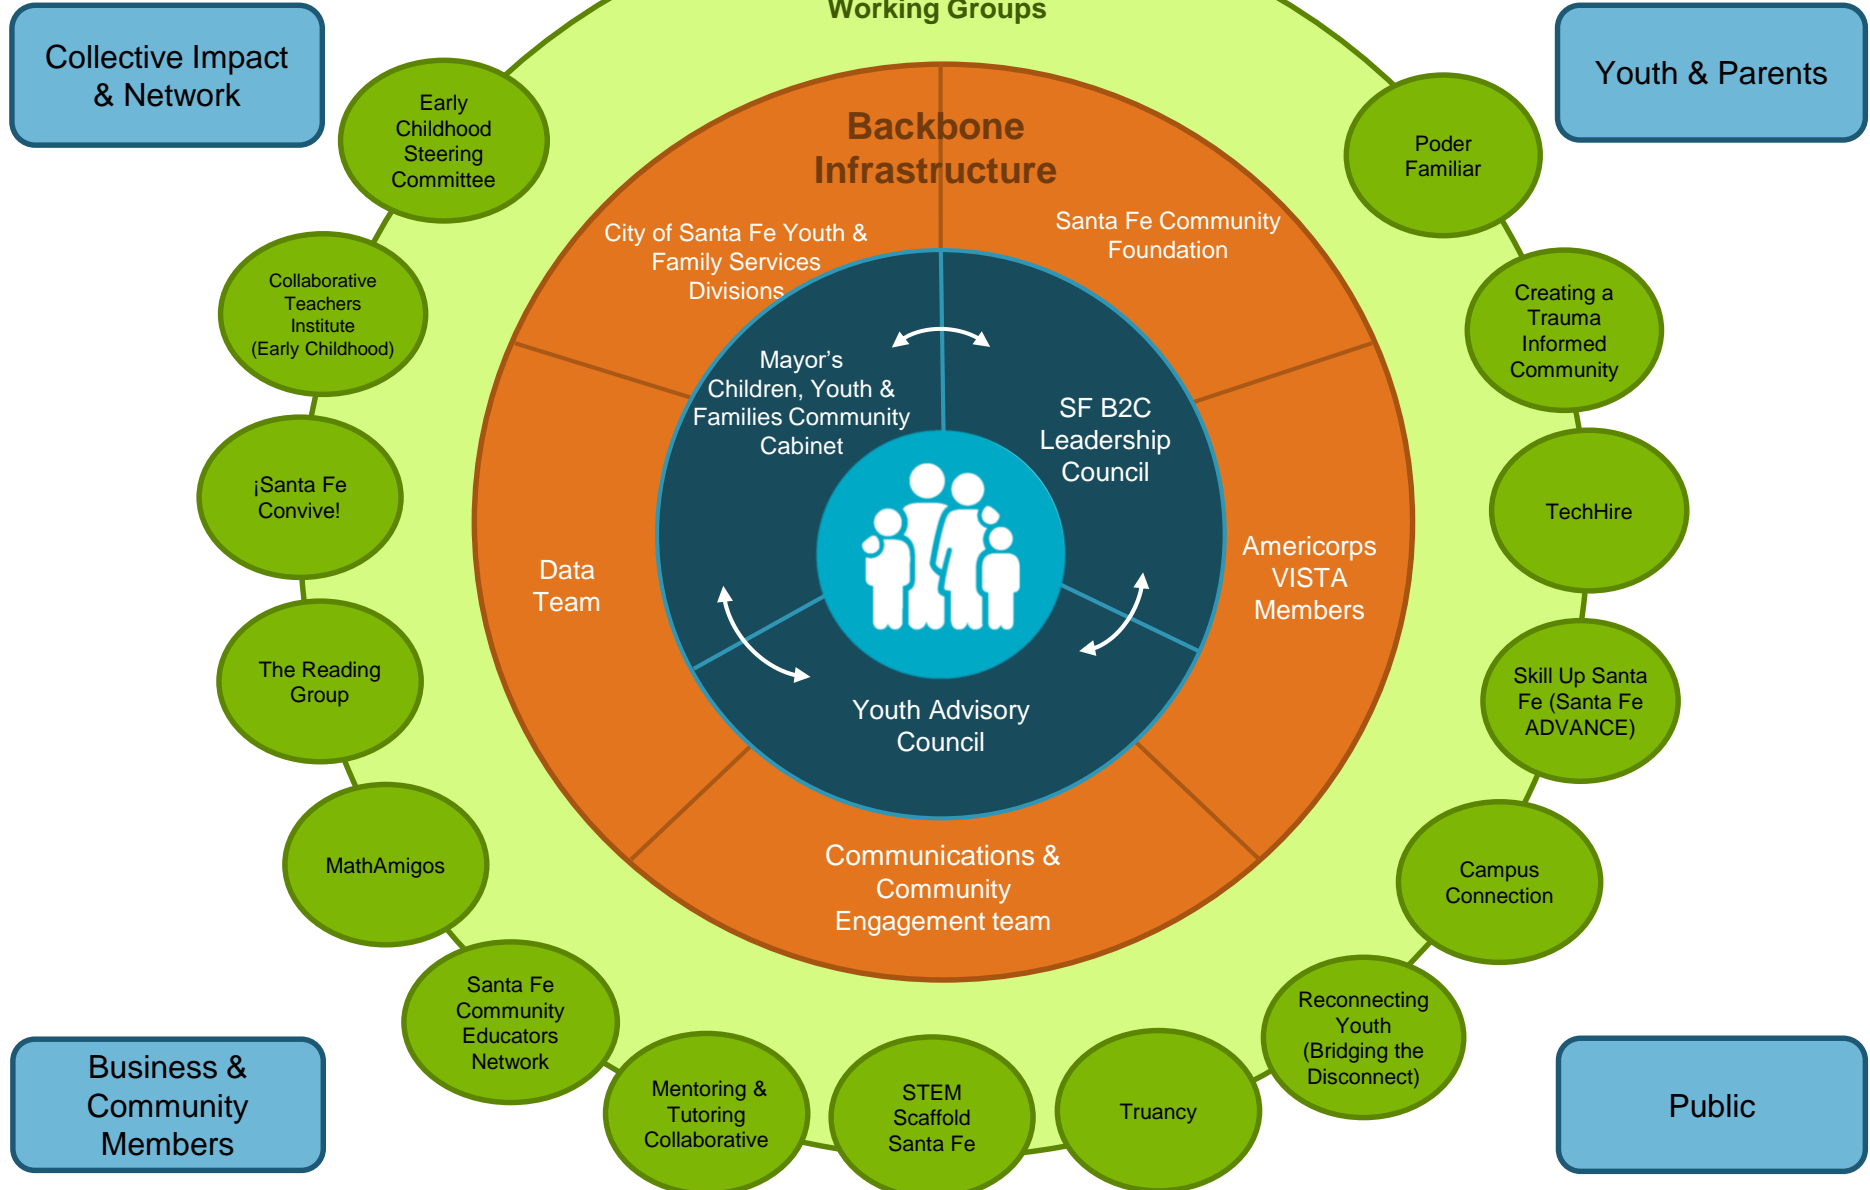 Working Groups
Collective Impact
& Network
Youth & Parents
Backbone
Infrastructure
City of Santa Fe Youth &
Family Services
Divisions
Santa Fe Community
Foundation
Data
Team
Americorps
VISTA
Members
Communications &
Community
Engagement team
Mayor's
Children, Youth &
Families Community
Cabinet
SF B2C
Leadership
Council
Youth Advisory
Council
Early
Childhood
Steering
Committee
Collaborative
Teachers
Institute
(Early Childhood)
¡Santa Fe
Convive!
The Reading
Group
MathAmigos
Santa Fe
Community
Educators
Network
Mentoring &
Tutoring
Collaborative
STEM
Scaffold
Santa Fe
Truancy
Reconnecting
Youth
(Bridging the
Disconnect)
Campus
Connection
Skill Up Santa
Fe (Santa Fe
ADVANCE)
TechHire
Creating a
Trauma
Informed
Community
Poder
Familiar
Business &
Community
Members
Public